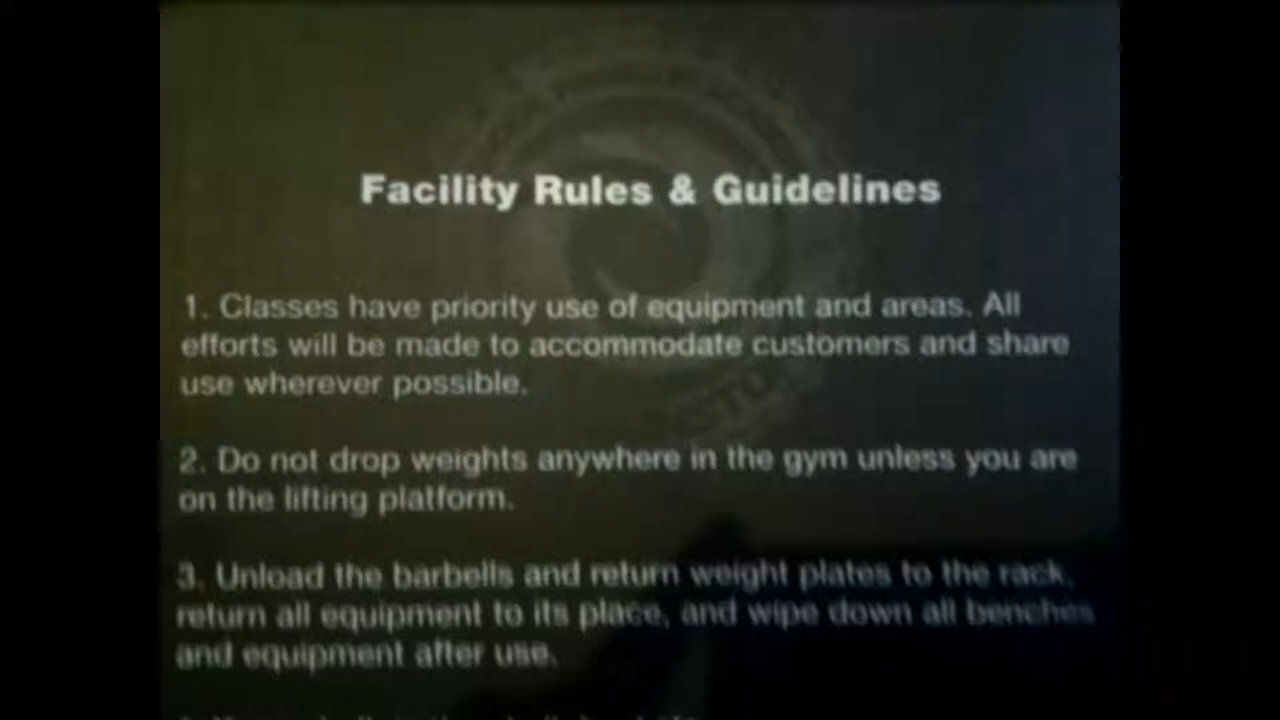 Facility Rules & Guidelines
1. Classes have priority use of equipment and areas. All
efforts will be made to accommodate customers and share
use wherever possible.
2. Do not drop weights anywhere in the gym unless you are
on the lifting platform.
3. Unload the barbells and return weight plates to the rack,
return all equipment to its place, and wipe down all benches
and equipment after use.